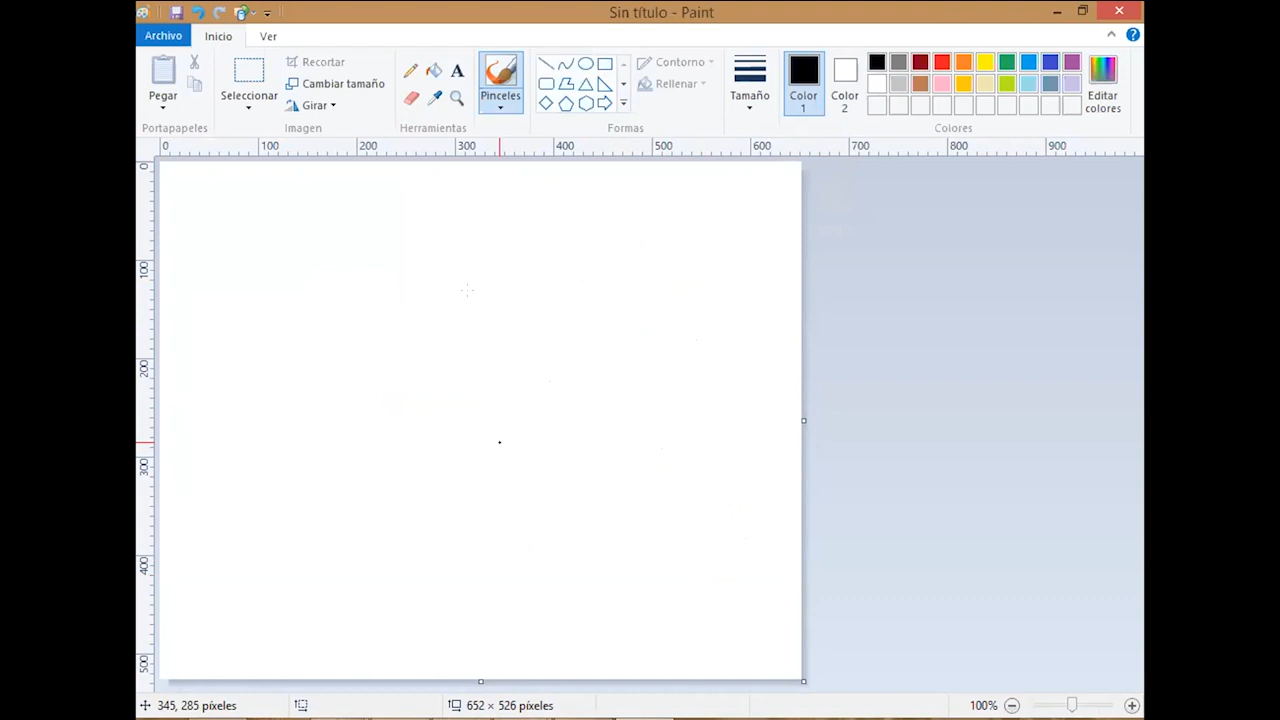 Sin título - Paint
Archivo Inicio Ver
Pegar
Portapapeles
Seleccionar
Recortar
Cambiar tamaño
Girar
Imagen
A
Herramientas
Pinceles
Contorno
Rellenar
Formas
Tamaño
Color 1
Color 2
Editar colores
Colores
0 100 200 300 400 500 600 700 800 900
0
100
200
300
400
500
345, 285 píxeles
652 × 526 píxeles
100%